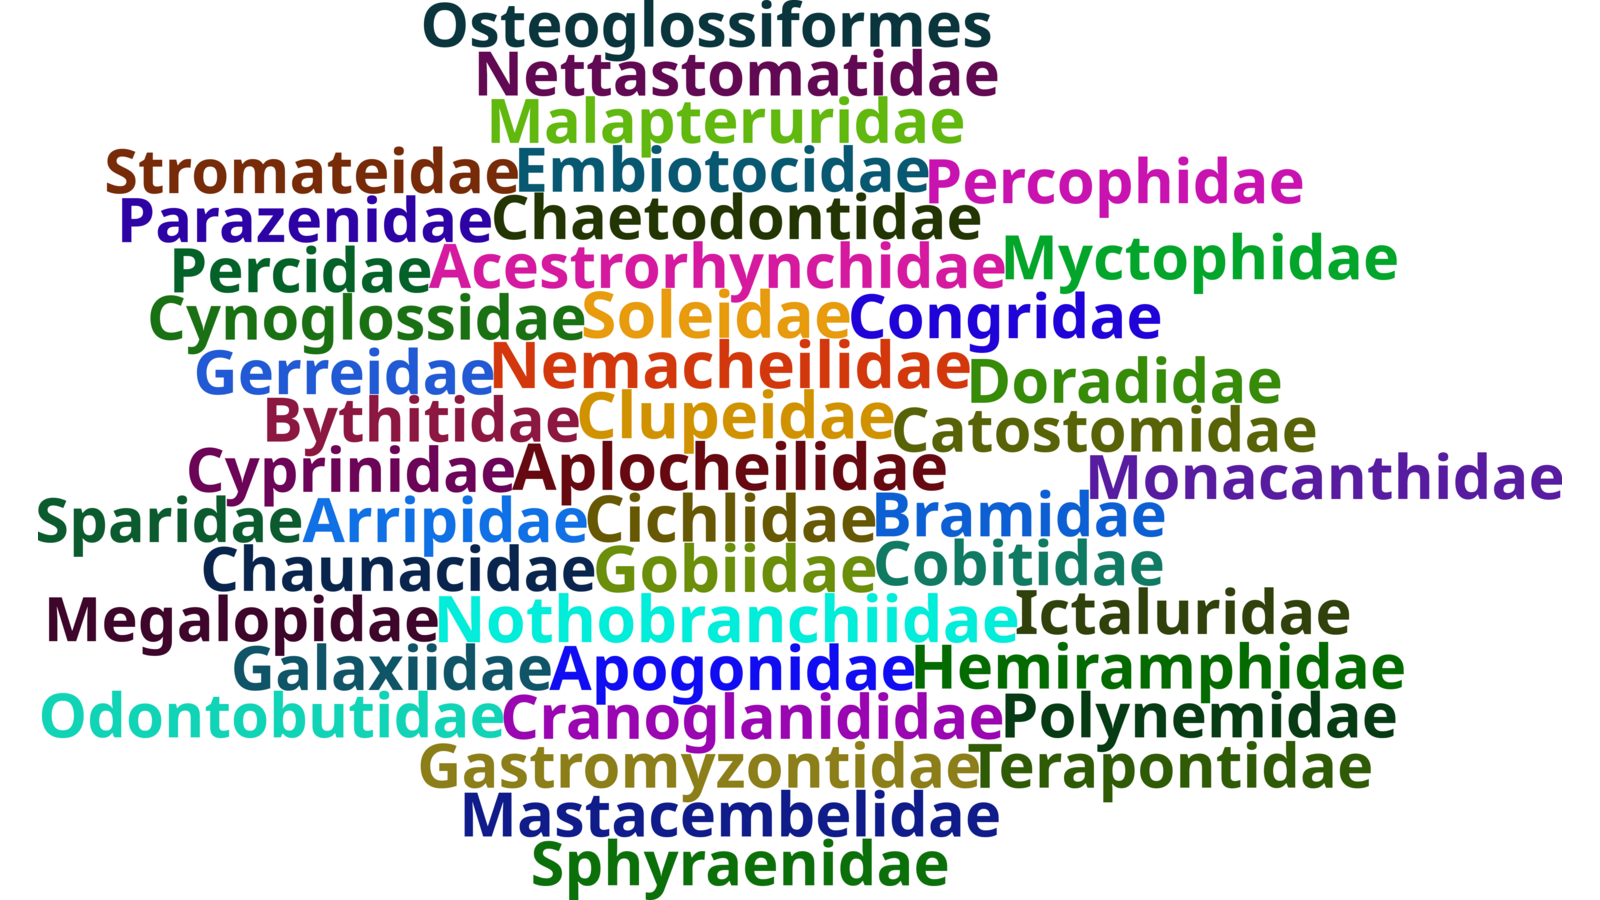 Osteoglossiformes
Nettastomatidae
Malapteruridae
Stromateidae Embiotocidae Percophidae
Parazenidae Chaetodontidae
Percidae Acestrorhynchidae Myctophidae
Cynoglossidae Soleidae Congridae
Gerreidae Nemacheilidae Doradidae
Bythitidae Clupeidae Catostomidae
Cyprinidae Aplocheilidae Monacanthidae
Sparidae Arripidae Cichlidae Bramidae
Chaunacidae Gobiidae Cobitidae
Megalopidae Nothobranchiidae Ictaluridae
Galaxiidae Apogonidae Hemiramphidae
Odontobutidae Cranoglanididae Polynemidae
Gastromyzontidae Terapontidae
Mastacembelidae
Sphyraenidae